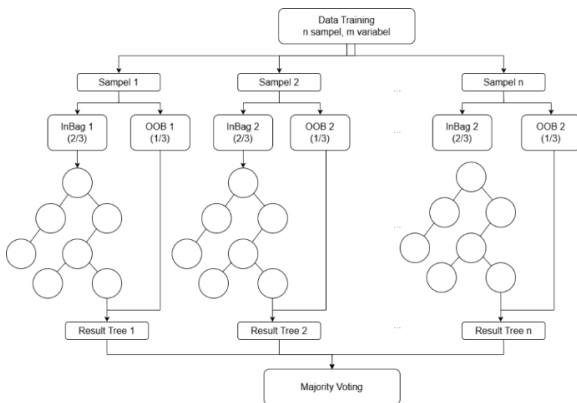 Data Training
n sampel, m variabel
Sampel 1
Sampel 2
...
Sampel n
InBag 1
(2/3)
OOB 1
(1/3)
InBag 2
(2/3)
OOB 2
(1/3)
...
InBag 2
(2/3)
OOB 2
(1/3)
...
Result Tree 1
Result Tree 2
...
Result Tree n
Majority Voting